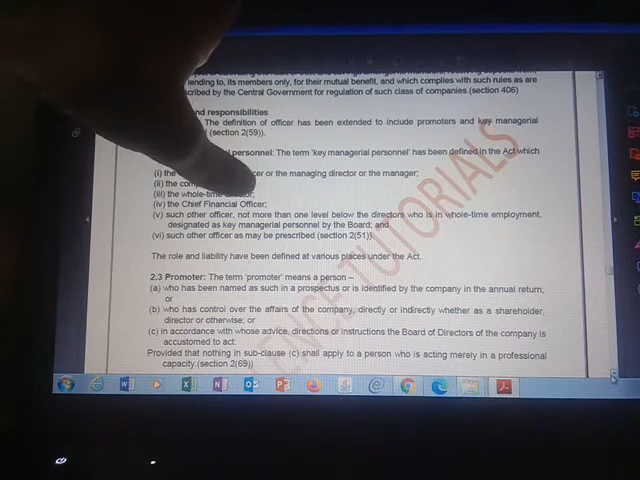 lending to, its members only, for their mutual benefit, and which complies with such rules as are
cribed by the Central Government for regulation of such class of companies.(section 406)
nd responsibilities
The definition of officer has been extended to include promoters and key managerial
(section 2(59)).
personnel: The term 'key managerial personnel' has been defined in the Act which
(i) the cer or the managing director or the manager;
(ii) the com
(iii) the whole-time director;
(iv) the Chief Financial Officer;
(v) such other officer, not more than one level below the directors who is in whole-time employment,
designated as key managerial personnel by the Board; and
(vi) such other officer as may be prescribed (section 2(51)).
The role and liability have been defined at various places under the Act.
2.3 Promoter: The term 'promoter' means a person –
(a) who has been named as such in a prospectus or is identified by the company in the annual return;
or
(b) who has control over the affairs of the company, directly or indirectly whether as a shareholder,
director or otherwise; or
(c) in accordance with whose advice, directions or instructions the Board of Directors of the company is
accustomed to act:
Provided that nothing in sub-clause (c) shall apply to a person who is acting merely in a professional
capacity.(section 2(69))
ENCE TUTORIALS